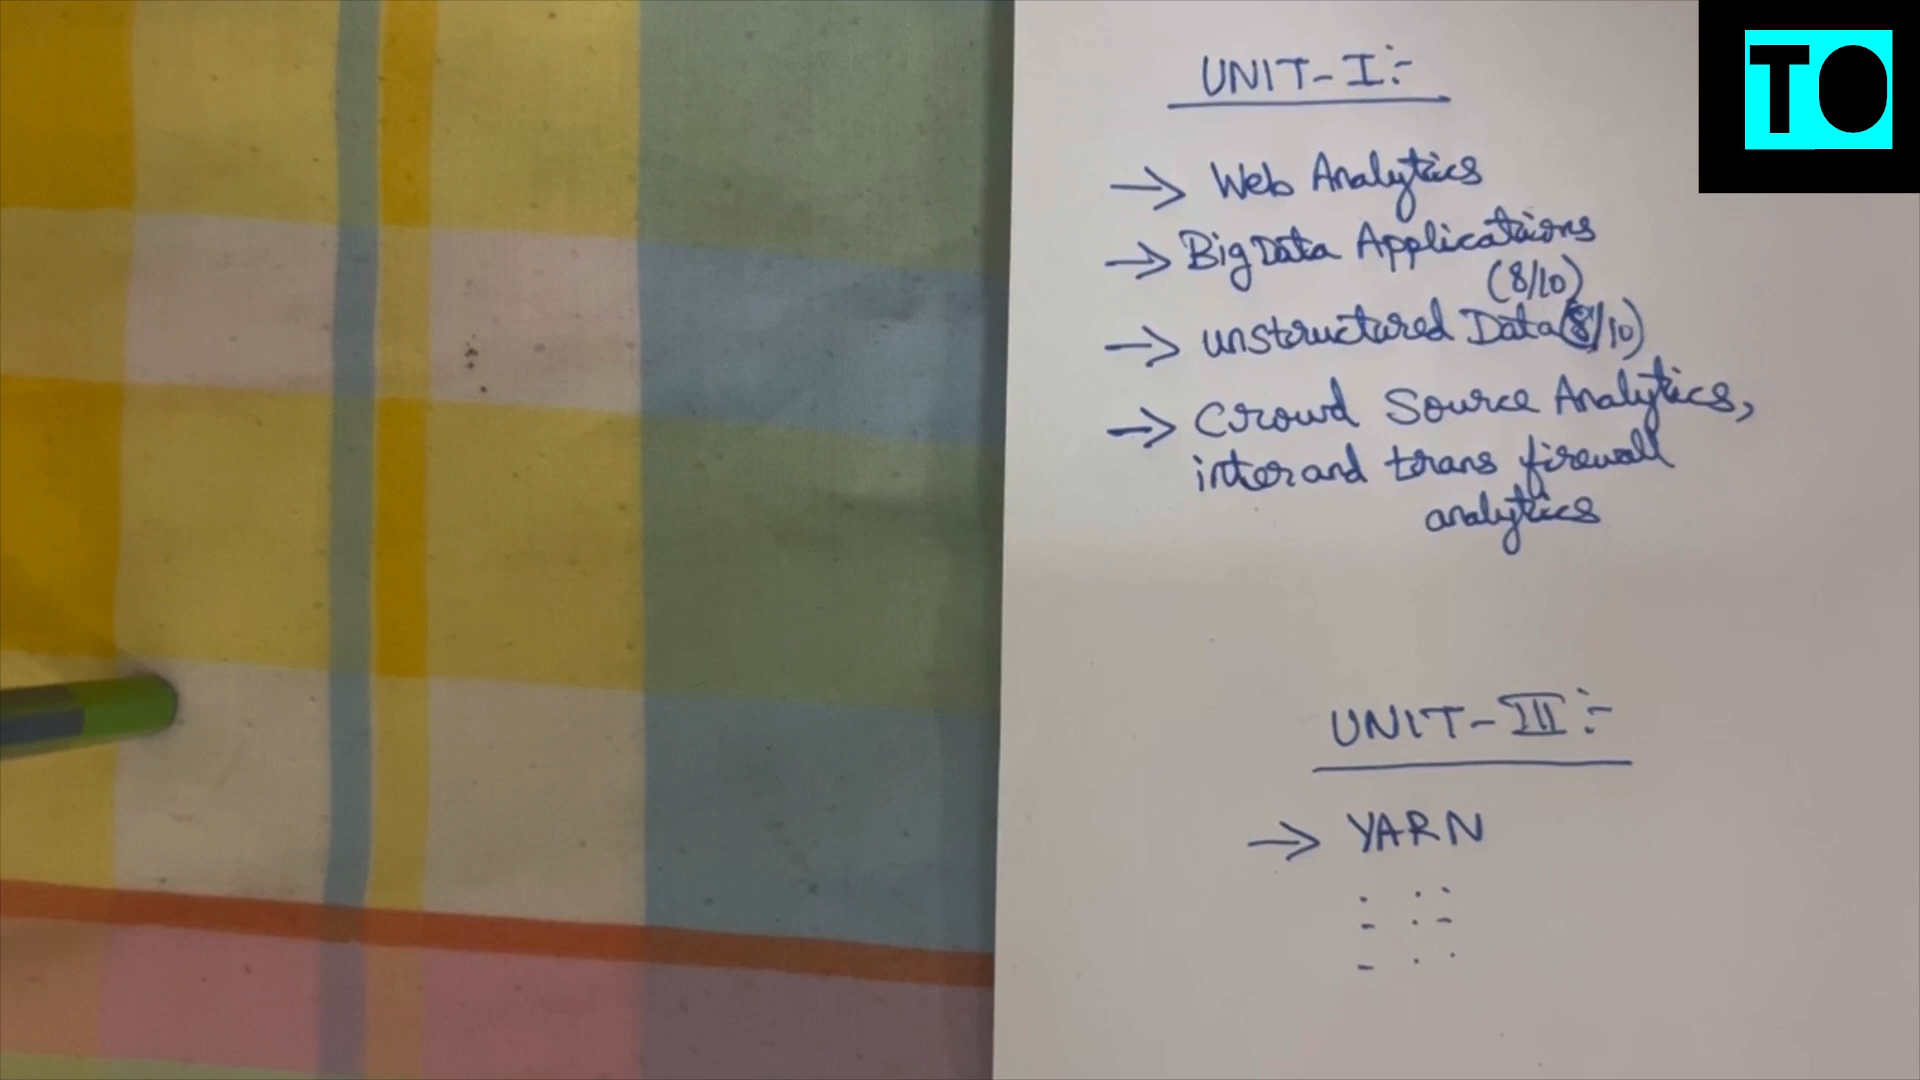 TO
UNIT-I:-
→ Web Analytics
→ Big Data Applications
(8/10)
→ unstructured Data (8/10)
→ Crowd Source Analytics,
inter and trans firewall
analytics
UNIT-III:-
→ YARN